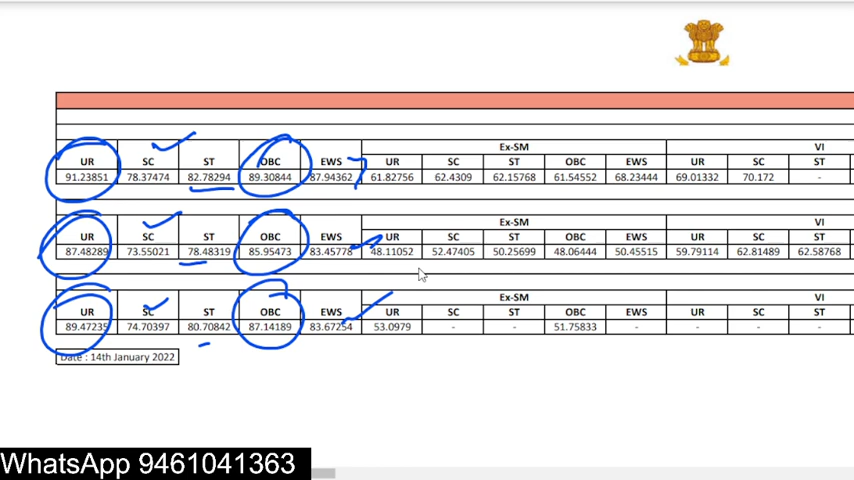 Ex-SM VI
UR SC ST OBC EWS UR SC ST OBC EWS UR SC ST
91.23851 78.37474 82.78294 89.30844 87.94362 61.82756 62.4309 62.15768 61.54552 68.23444 69.01332 70.172 -
Ex-SM VI
UR SC ST OBC EWS UR SC ST OBC EWS UR SC ST
87.48289 73.55021 78.48319 85.95473 83.45778 48.11052 52.47405 50.25699 48.06444 50.45515 59.79114 62.81489 62.58768
Ex-SM VI
UR SC ST OBC EWS UR SC ST OBC EWS UR SC ST
89.47235 74.70397 80.70842 87.14189 83.67254 53.0979 - - 51.75833 - - - -
Date : 14th January 2022
WhatsApp 9461041363